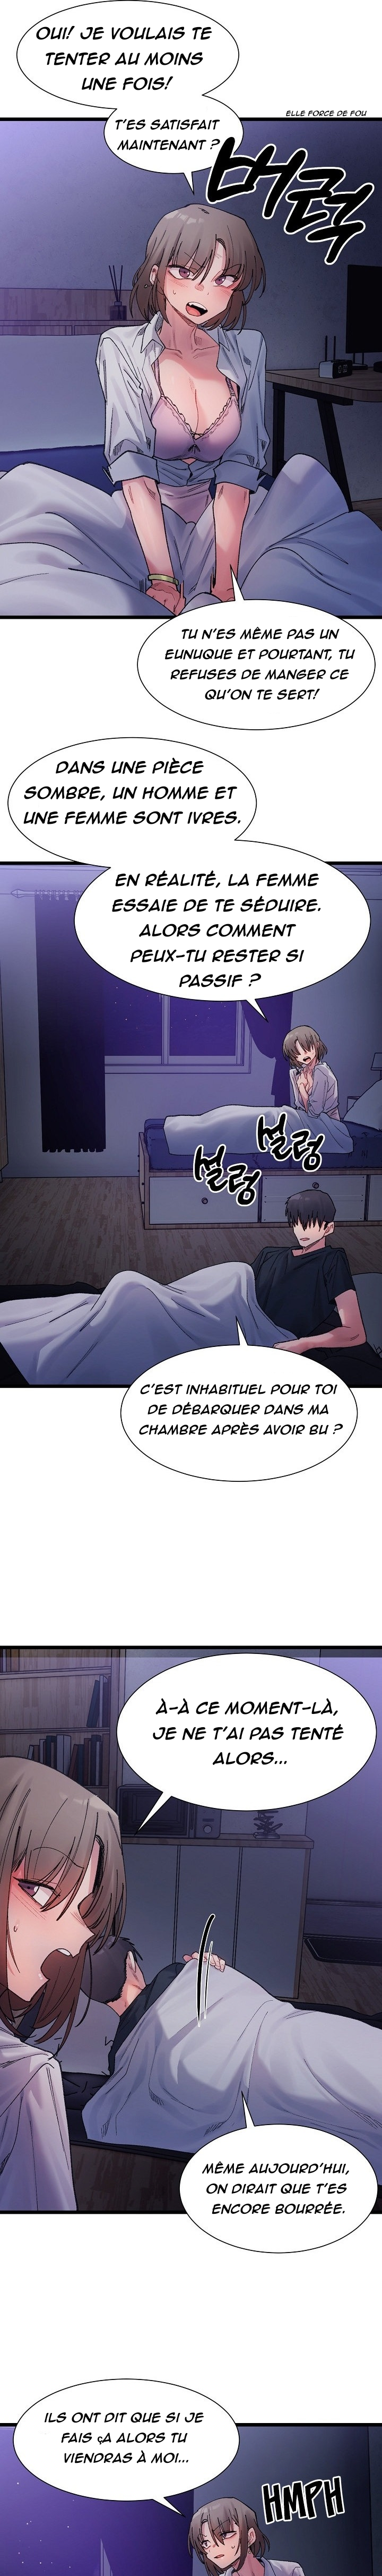 OUI! JE VOULAIS TE
TENTER AU MOINS
UNE FOIS!
T'ES SATISFAIT
MAINTENANT ?
ELLE FORCE DE FOU
버럭
TU N'ES MÊME PAS UN
EUNUQUE ET POURTANT, TU
REFUSES DE MANGER CE
QU'ON TE SERT!
DANS UNE PIÈCE
SOMBRE, UN HOMME ET
UNE FEMME SONT IVRES.
EN RÉALITÉ, LA FEMME
ESSAIE DE TE SÉDUIRE.
ALORS COMMENT
PEUX-TU RESTER SI
PASSIF ?
설렁
설렁
C'EST INHABITUEL POUR TOI
DE DÉBARQUER DANS MA
CHAMBRE APRÈS AVOIR BU ?
À-À CE MOMENT-LÀ,
JE NE T'AI PAS TENTÉ
ALORS...
MÊME AUJOURD'HUI,
ON DIRAIT QUE T'ES
ENCORE BOURRÉE.
ILS ONT DIT QUE SI JE
FAIS çA ALORS TU
VIENDRAS À MOI...
HMPH